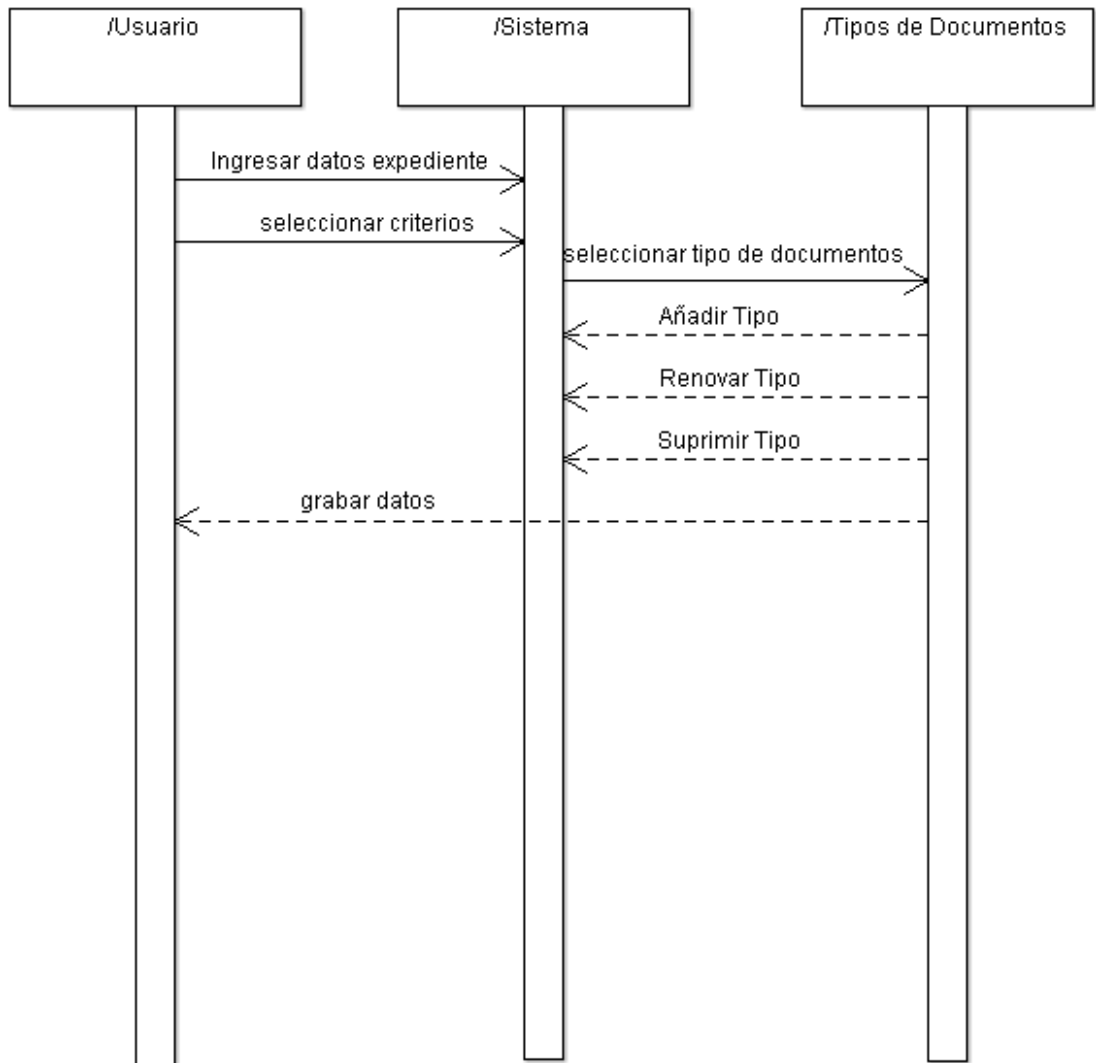 /Usuario
/Sistema
/Tipos de Documentos
Ingresar datos expediente
seleccionar criterios
seleccionar tipo de documentos
Añadir Tipo
Renovar Tipo
Suprimir Tipo
grabar datos